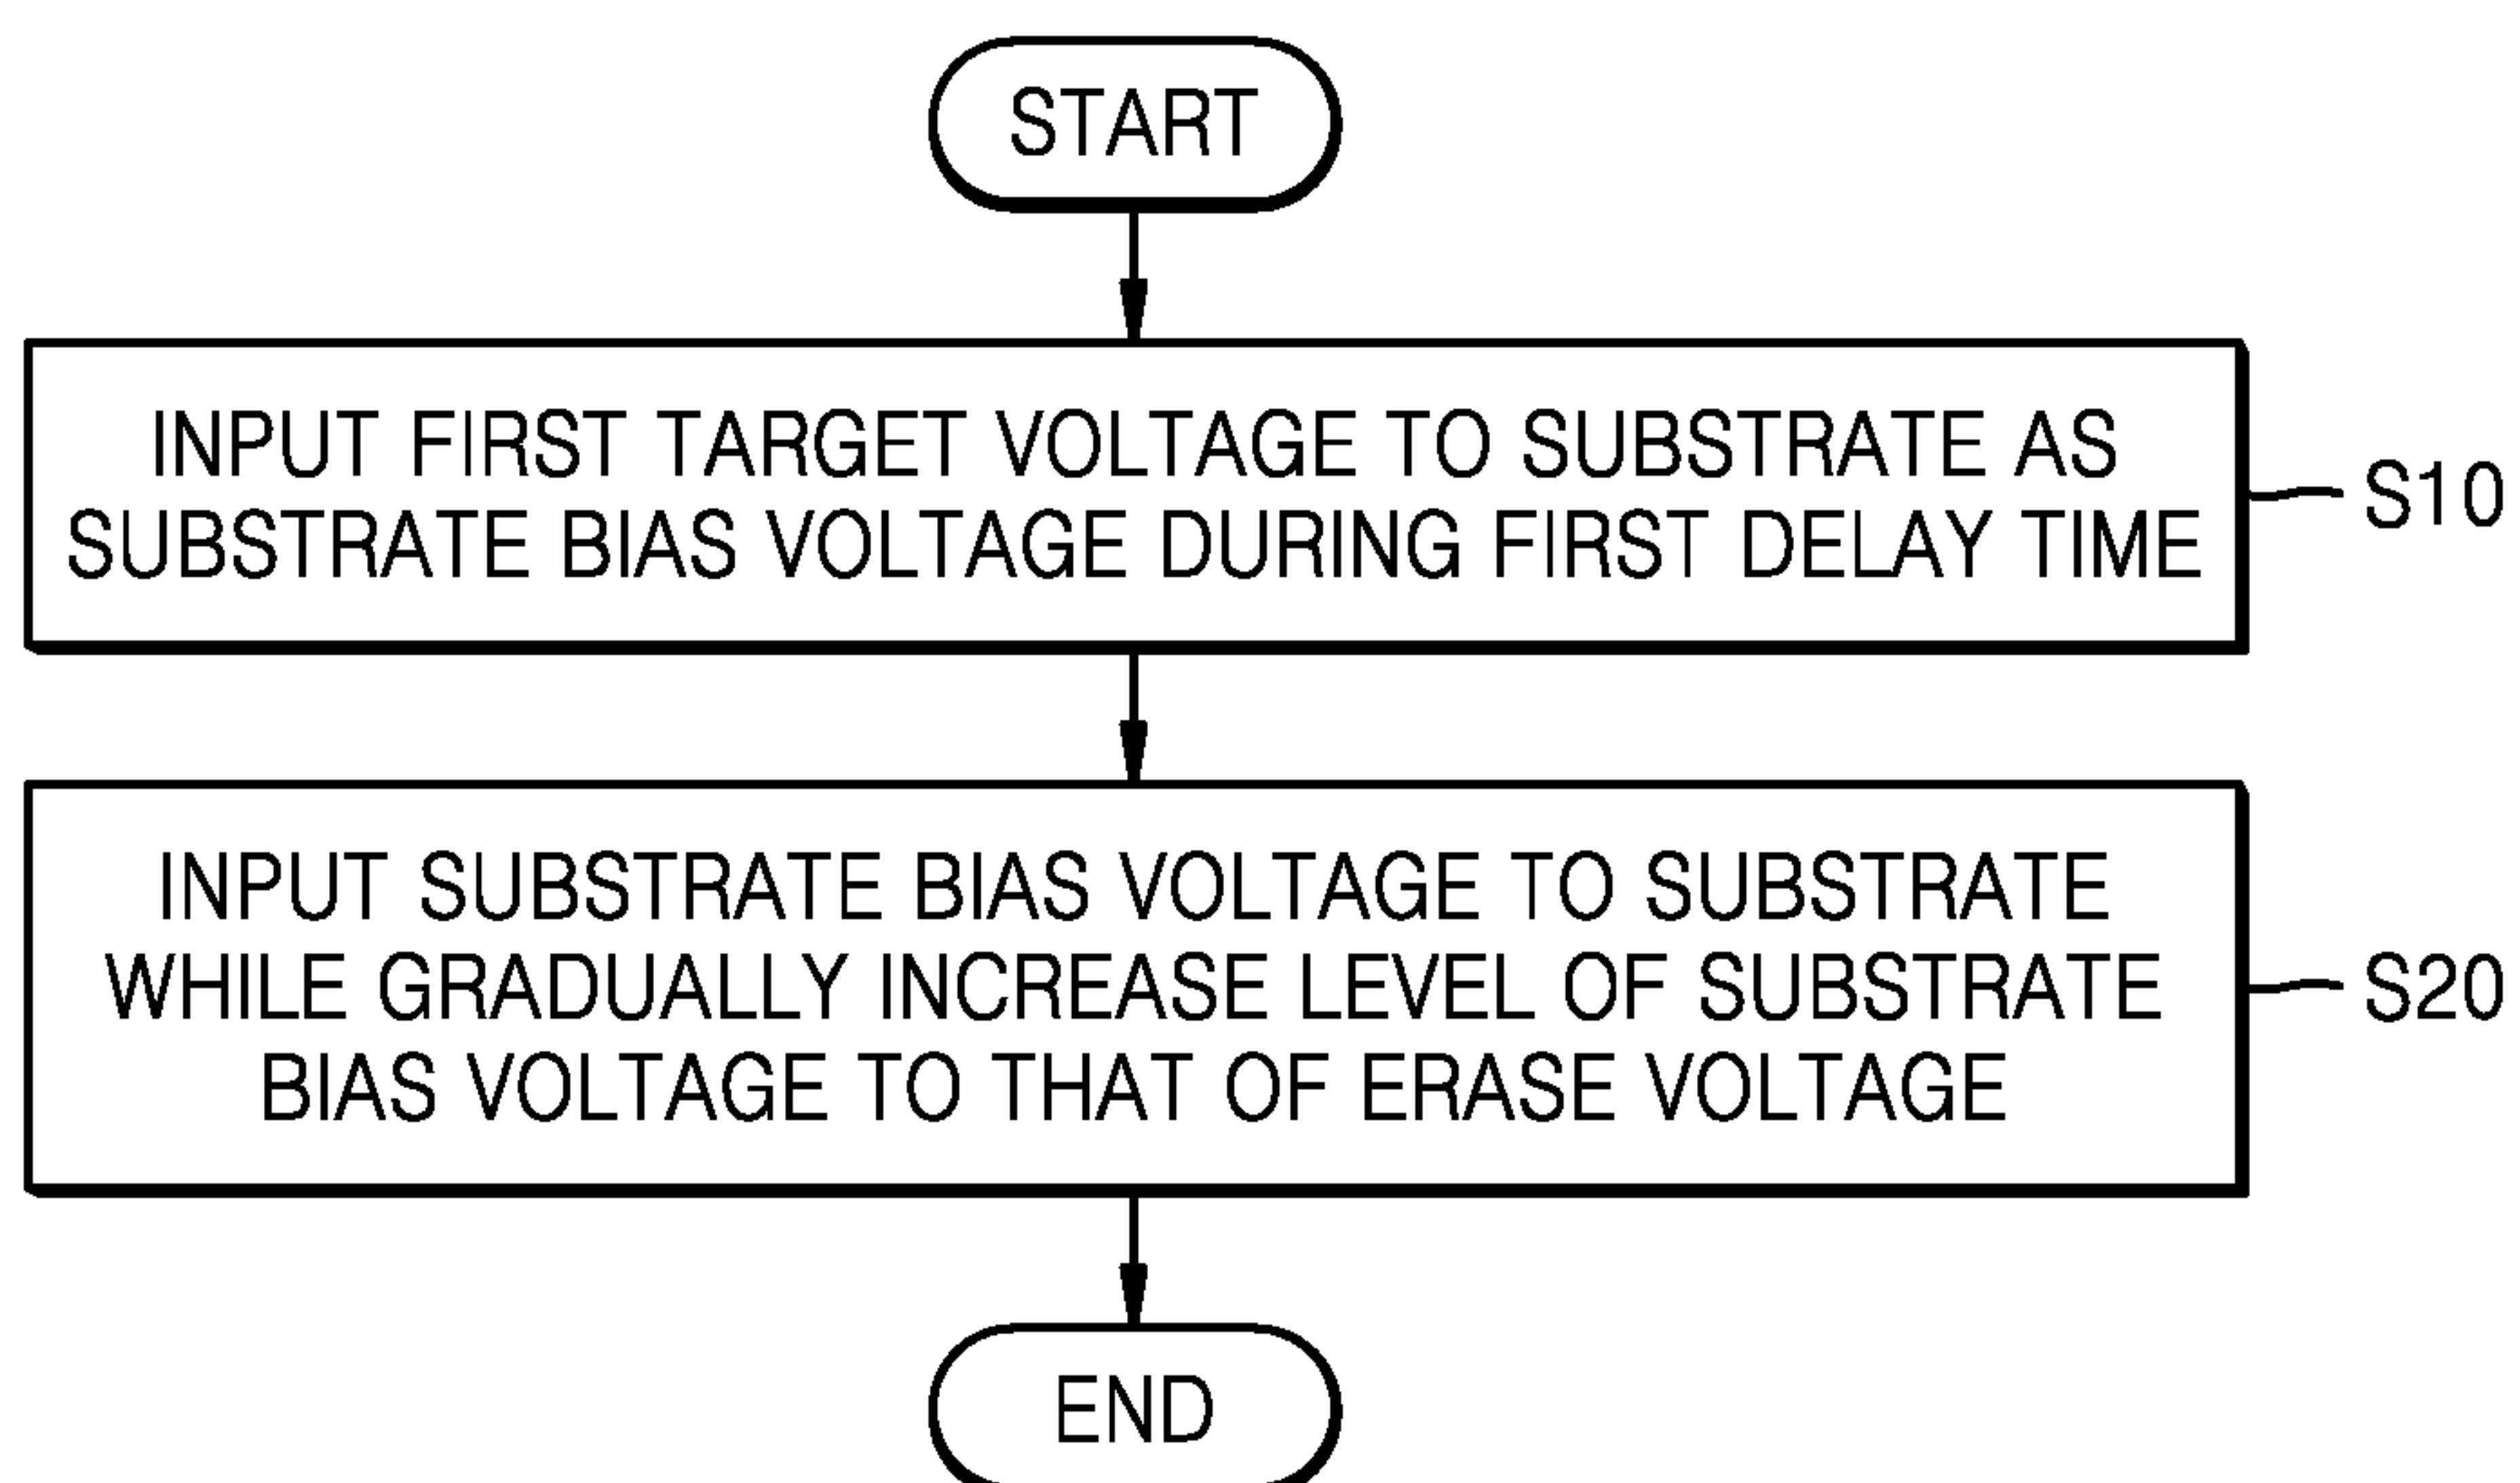 START
INPUT FIRST TARGET VOLTAGE TO SUBSTRATE AS
SUBSTRATE BIAS VOLTAGE DURING FIRST DELAY TIME
S10
INPUT SUBSTRATE BIAS VOLTAGE TO SUBSTRATE
WHILE GRADUALLY INCREASE LEVEL OF SUBSTRATE
BIAS VOLTAGE TO THAT OF ERASE VOLTAGE
S20
END